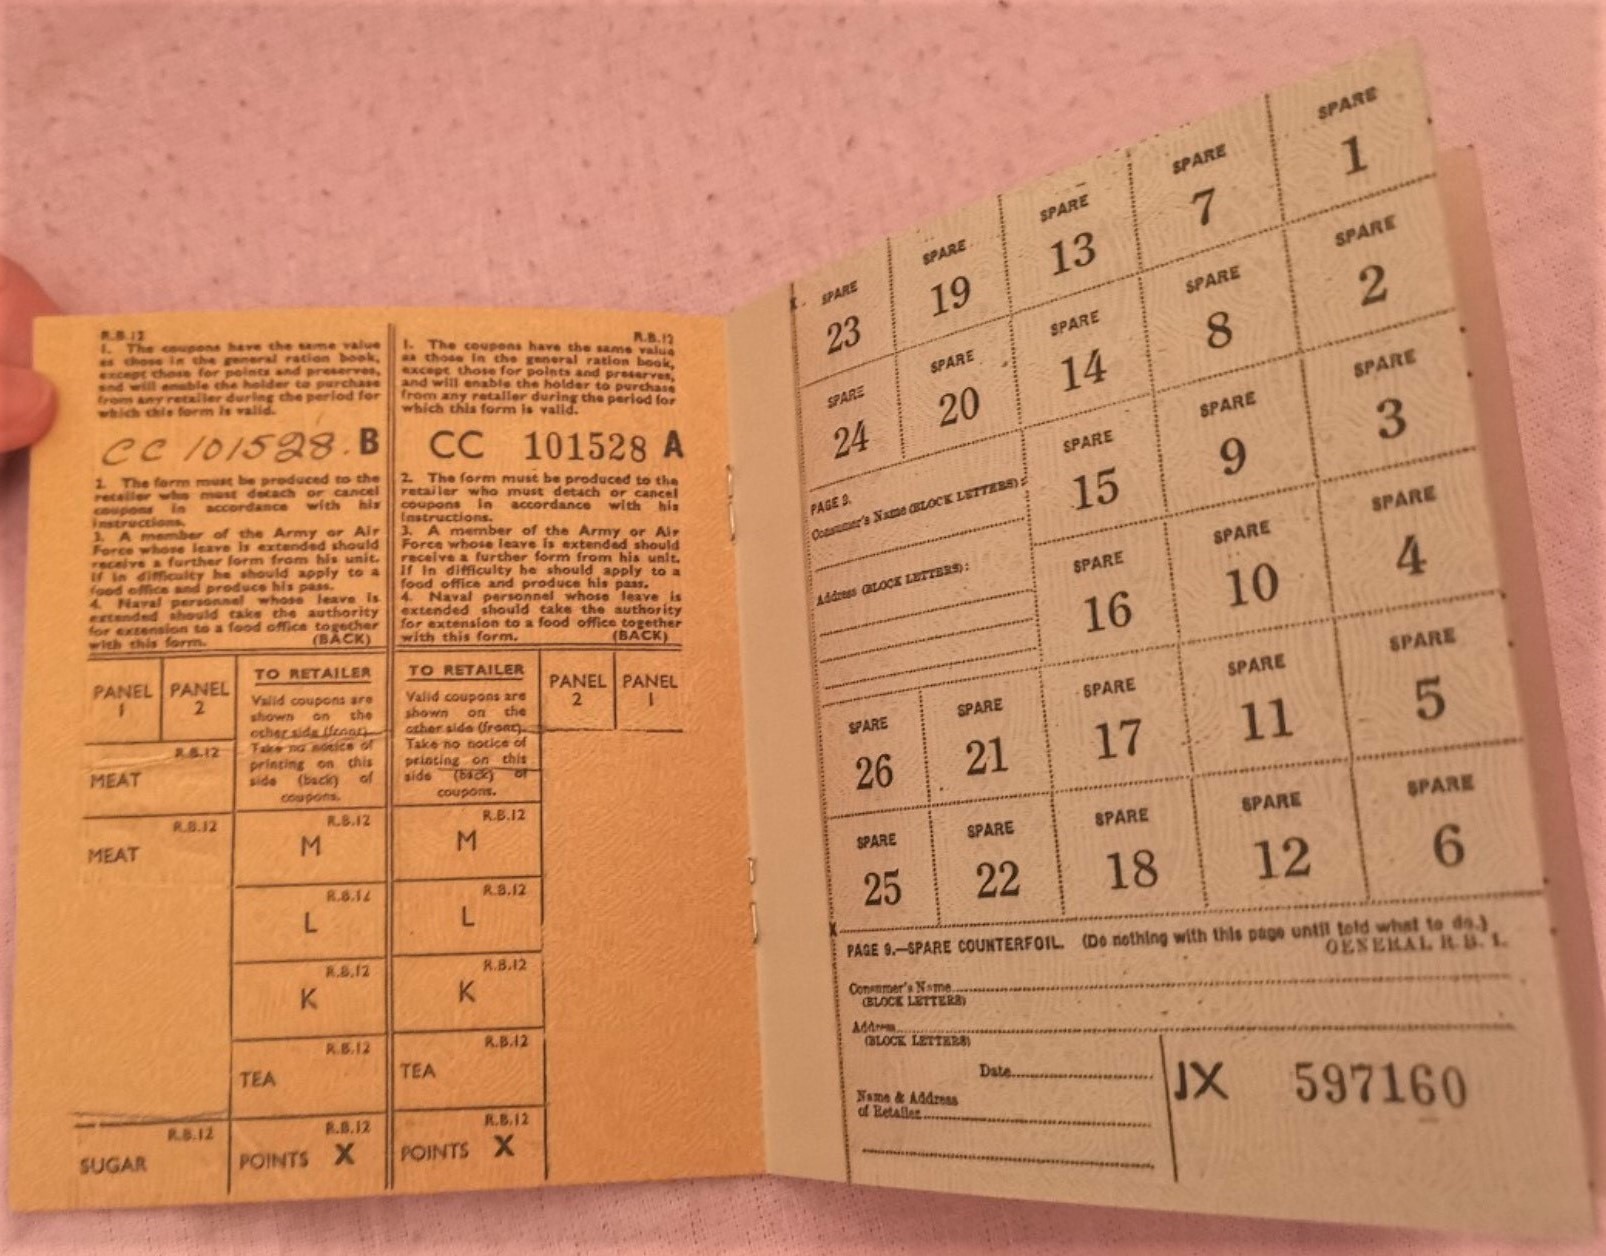 R.B.12
1. The coupons have the same value
as those in the general ration book,
except those for points and preserves,
and will enable the holder to purchase
from any retailer during the period for
which this form is valid.
CC 101528. B
2. The form must be produced to the
retailer who must detach or cancel
coupons in accordance with his
instructions.
3. A member of the Army or Air
Force whose leave is extended should
receive a further form from his unit.
If in difficulty he should apply to a
food office and produce his pass.
4. Naval personnel whose leave is
extended should take the authority
for extension to a food office together
with this form. (BACK)
PANEL
1
PANEL
2
TO RETAILER
Valid coupons are
shown on the
other side (front).
Take no notice of
printing on this
side (back) of
coupons.
R.B.12
MEAT
R.B.12
MEAT
R.B.12
M
R.B.12
L
R.B.12
K
R.B.12
TEA
R.B.12
SUGAR
R.B.12
POINTS X
R.B.12
1. The coupons have the same value
as those in the general ration book,
except those for points and preserves,
and will enable the holder to purchase
from any retailer during the period for
which this form is valid.
CC 101528 A
2. The form must be produced to the
retailer who must detach or cancel
coupons in accordance with his
instructions.
3. A member of the Army or Air
Force whose leave is extended should
receive a further form from his unit.
If in difficulty he should apply to a
food office and produce his pass.
4. Naval personnel whose leave is
extended should take the authority
for extension to a food office together
with this form. (BACK)
TO RETAILER
Valid coupons are
shown on the
other side (front).
Take no notice of
printing on this
side (back) of
coupons.
PANEL
2
PANEL
1
R.B.12
M
R.B.12
L
R.B.12
K
R.B.12
TEA
R.B.12
POINTS X
SPARE SPARE SPARE SPARE SPARE
23 19 13 7 1
SPARE SPARE SPARE SPARE SPARE
24 20 14 8 2
PAGE 9.
Consumer's Name (BLOCK LETTERS):
Address (BLOCK LETTERS):
SPARE SPARE SPARE
15 9 3
SPARE SPARE SPARE
16 10 4
SPARE SPARE SPARE SPARE SPARE
26 21 17 11 5
SPARE SPARE SPARE SPARE SPARE
25 22 18 12 6
PAGE 9.—SPARE COUNTERFOIL. (Do nothing with this page until told what to do.)
GENERAL R.B. 1.
Consumer's Name
(BLOCK LETTERS)
Address
(BLOCK LETTERS)
Date
Name & Address
of Retailer
JX 597160